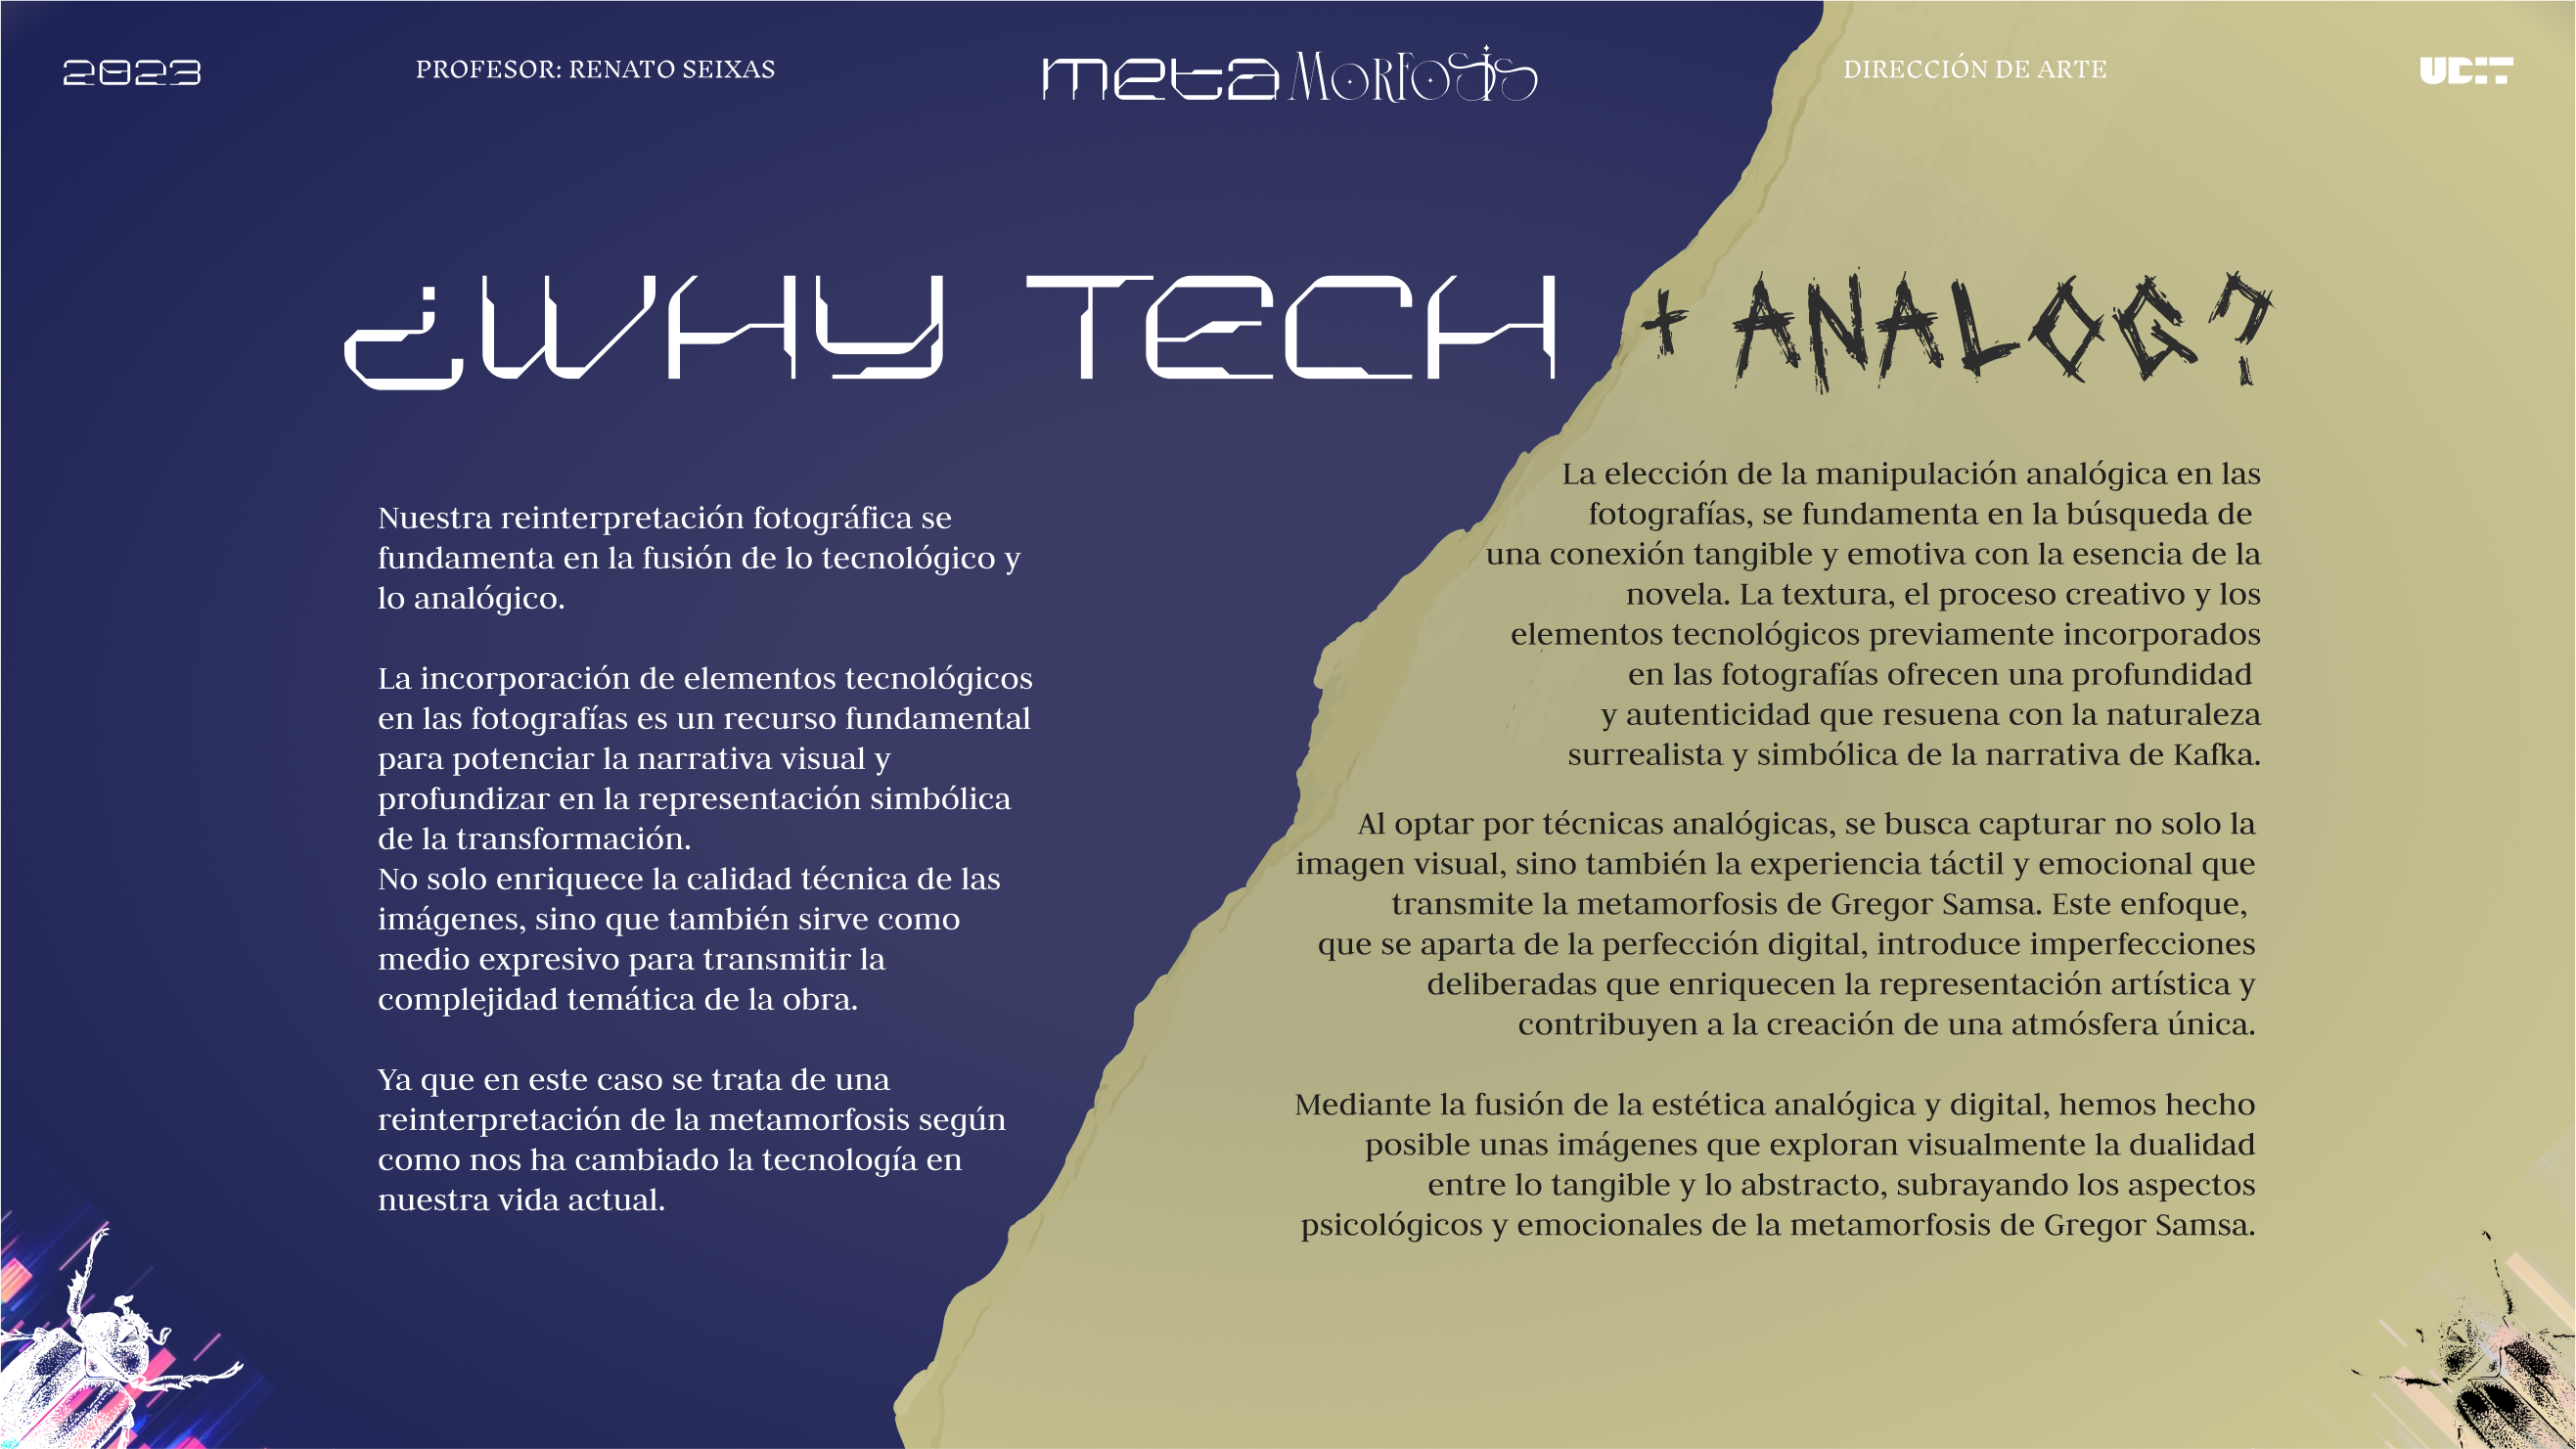 2023
PROFESOR: RENATO SEIXAS
meta MORFOSIS
DIRECCIÓN DE ARTE
UDIT
¿WHY TECH + ANALOG?
Nuestra reinterpretación fotográfica se
fundamenta en la fusión de lo tecnológico y
lo analógico.
La incorporación de elementos tecnológicos
en las fotografías es un recurso fundamental
para potenciar la narrativa visual y
profundizar en la representación simbólica
de la transformación.
No solo enriquece la calidad técnica de las
imágenes, sino que también sirve como
medio expresivo para transmitir la
complejidad temática de la obra.
Ya que en este caso se trata de una
reinterpretación de la metamorfosis según
como nos ha cambiado la tecnología en
nuestra vida actual.
La elección de la manipulación analógica en las
fotografías, se fundamenta en la búsqueda de
una conexión tangible y emotiva con la esencia de la
novela. La textura, el proceso creativo y los
elementos tecnológicos previamente incorporados
en las fotografías ofrecen una profundidad
y autenticidad que resuena con la naturaleza
surrealista y simbólica de la narrativa de Kafka.
Al optar por técnicas analógicas, se busca capturar no solo la
imagen visual, sino también la experiencia táctil y emocional que
transmite la metamorfosis de Gregor Samsa. Este enfoque,
que se aparta de la perfección digital, introduce imperfecciones
deliberadas que enriquecen la representación artística y
contribuyen a la creación de una atmósfera única.
Mediante la fusión de la estética analógica y digital, hemos hecho
posible unas imágenes que exploran visualmente la dualidad
entre lo tangible y lo abstracto, subrayando los aspectos
psicológicos y emocionales de la metamorfosis de Gregor Samsa.